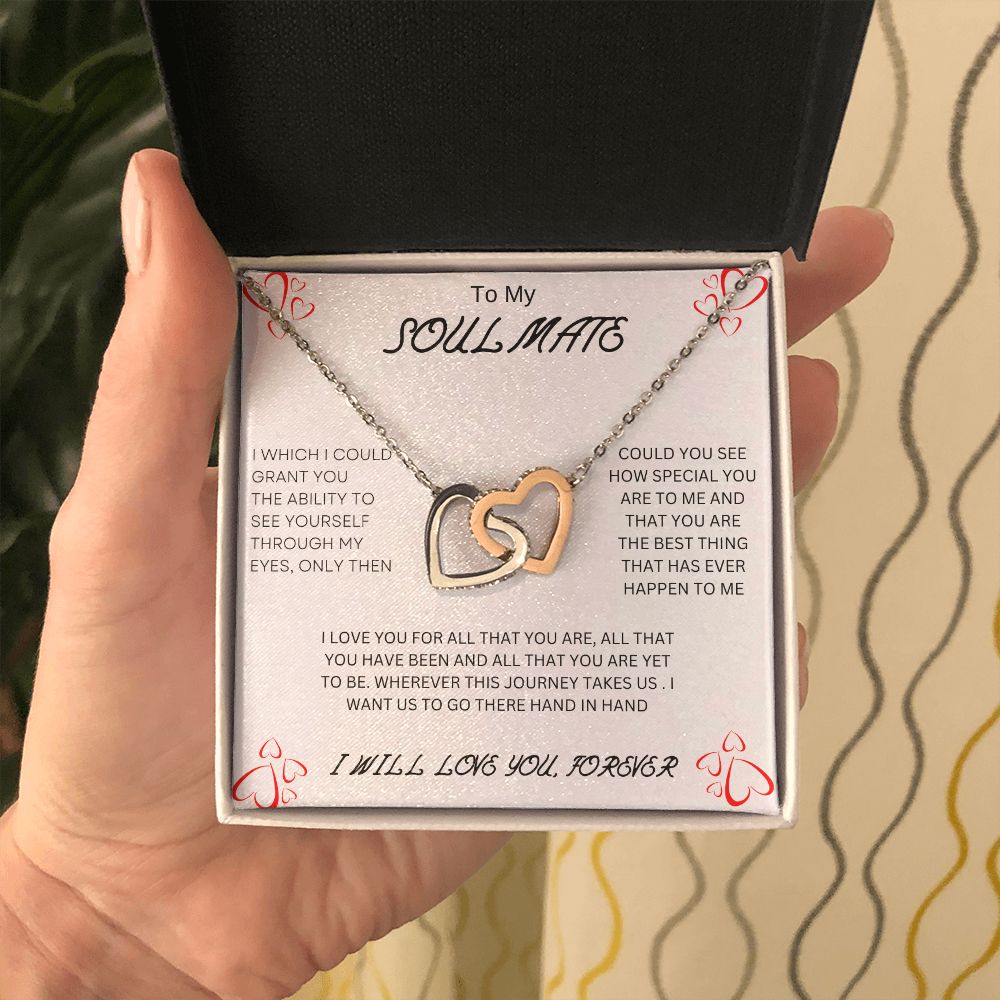 To My
SOUL MATE
I WHICH I COULD
GRANT YOU
THE ABILITY TO
SEE YOURSELF
THROUGH MY
EYES, ONLY THEN
COULD YOU SEE
HOW SPECIAL YOU
ARE TO ME AND
THAT YOU ARE
THE BEST THING
THAT HAS EVER
HAPPEN TO ME
I LOVE YOU FOR ALL THAT YOU ARE, ALL THAT
YOU HAVE BEEN AND ALL THAT YOU ARE YET
TO BE. WHEREVER THIS JOURNEY TAKES US . I
WANT US TO GO THERE HAND IN HAND
I WILL LOVE YOU, FOREVER